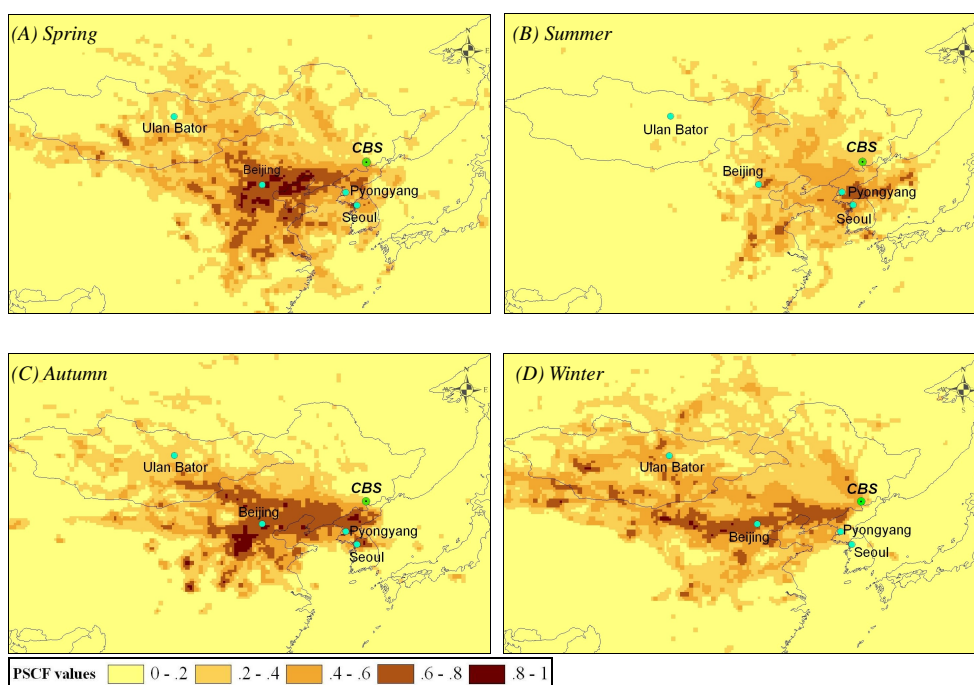 (A) Spring
N
E
S
Ulan Bator
CBS
Beijing
Pyongyang
Seoul
(B) Summer
N
E
S
Ulan Bator
CBS
Beijing
Pyongyang
Seoul
(C) Autumn
N
E
S
Ulan Bator
CBS
Beijing
Pyongyang
Seoul
(D) Winter
N
E
S
Ulan Bator
CBS
Beijing
Pyongyang
Seoul
PSCF values 0 - .2 .2 - .4 .4 - .6 .6 - .8 .8 - 1